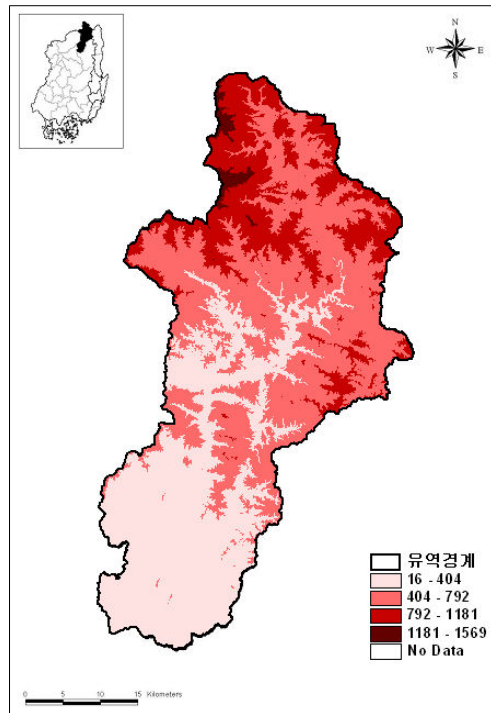 N
W E
S
유역경계
16 - 404
404 - 792
792 - 1181
1181 - 1569
No Data
0 5 10 15 Kilometers